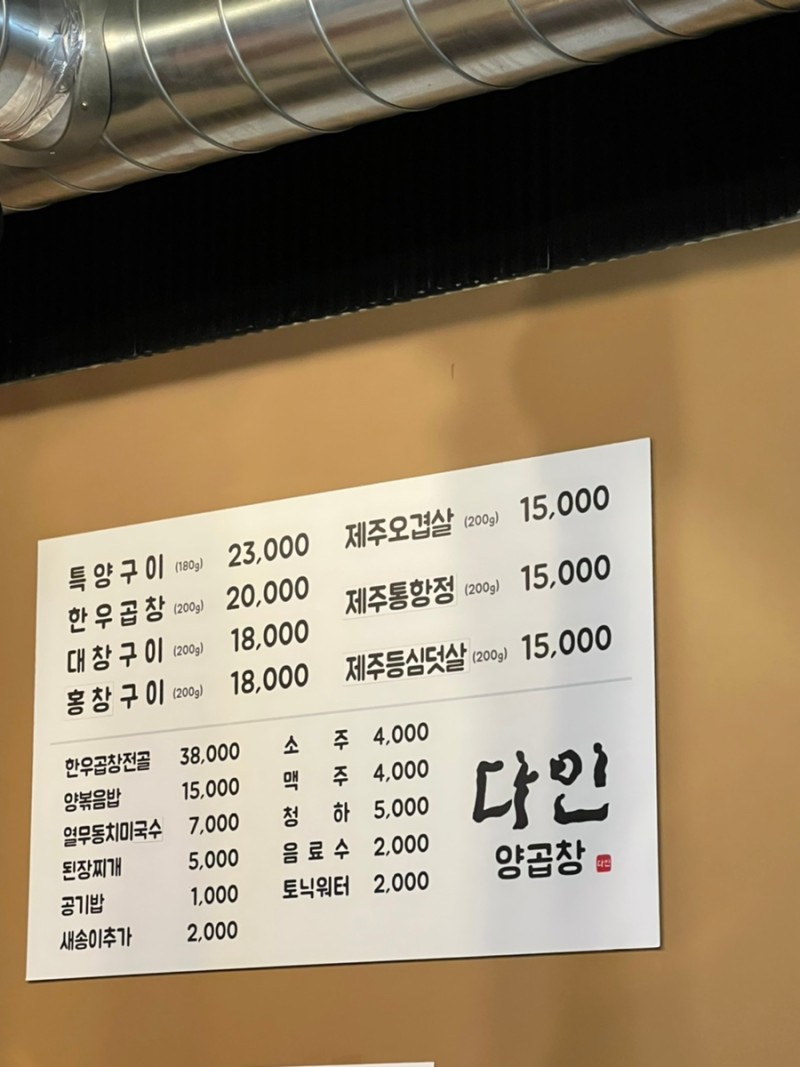 특양구이 (180g) 23,000
한우곱창 (200g) 20,000
대창구이 (200g) 18,000
홍창구이 (200g) 18,000
제주오겹살 (200g) 15,000
제주통항정 (200g) 15,000
제주등심덧살 (200g) 15,000
한우곱창전골 38,000
양볶음밥 15,000
열무동치미국수 7,000
된장찌개 5,000
공기밥 1,000
새송이추가 2,000
소 주 4,000
맥 주 4,000
청 하 5,000
음료수 2,000
토닉워터 2,000
다인
양곱창 다인